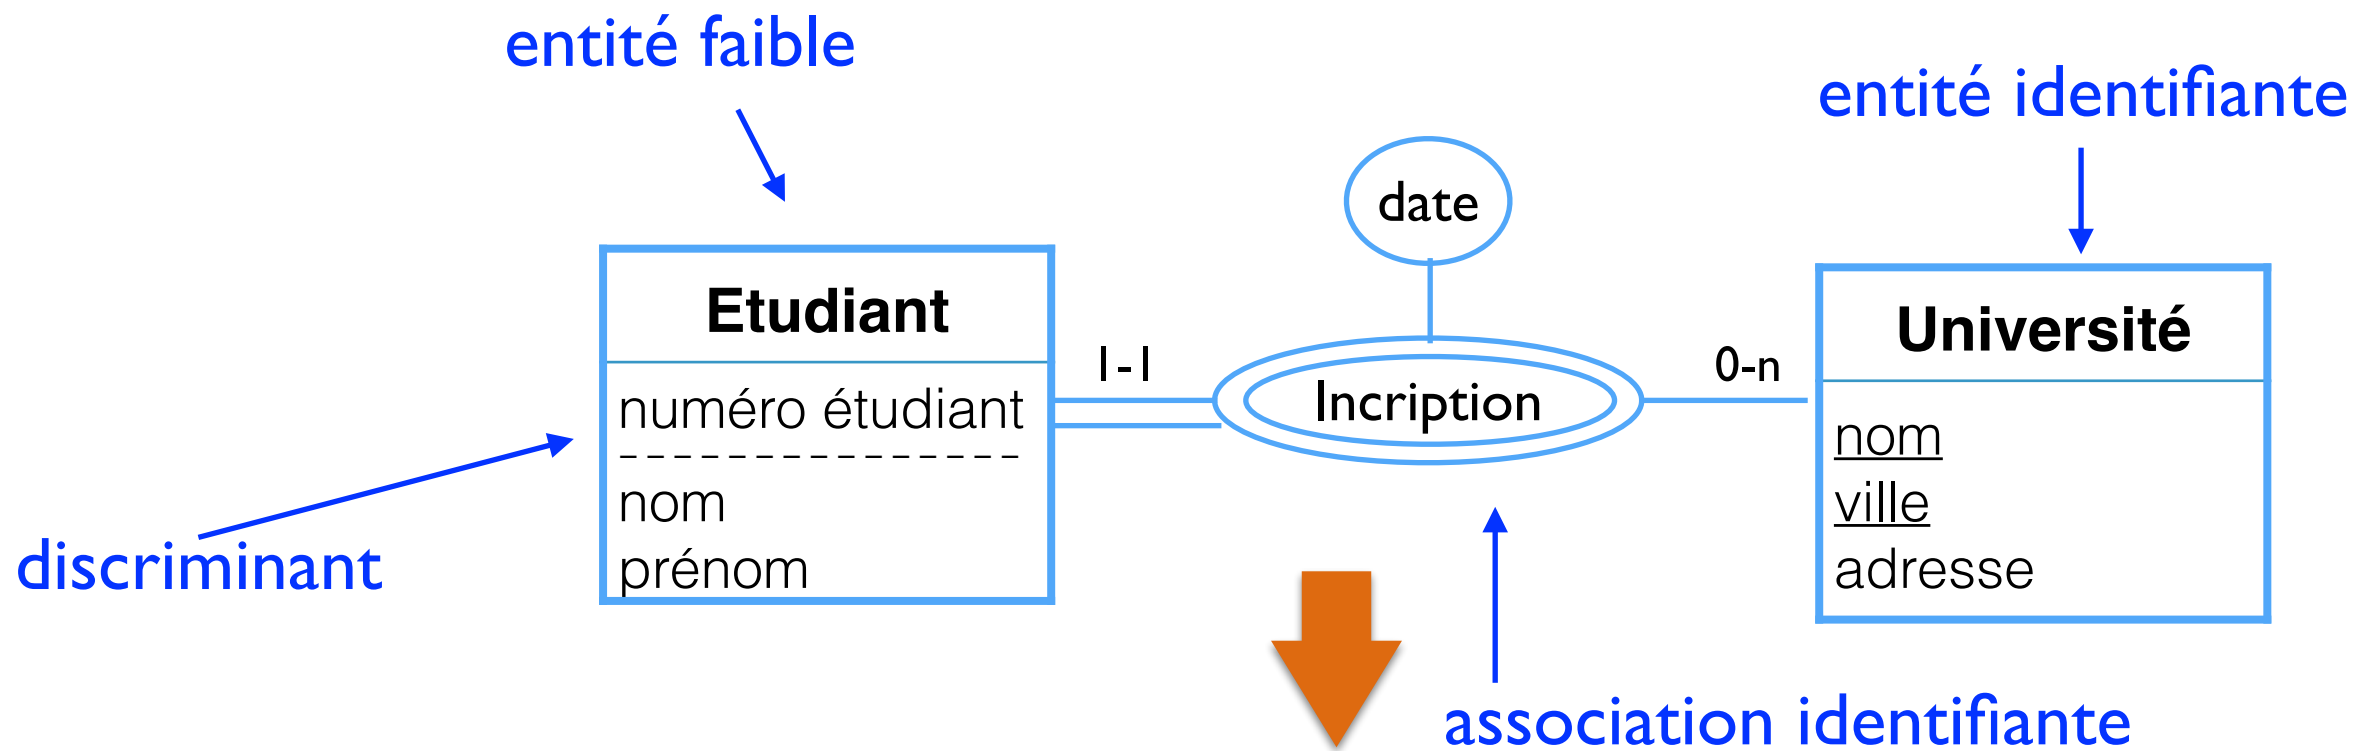 entité faible
entité identifiante
date
Etudiant
Université
1-1
0-n
Incription
numéro étudiant
nom
prénom
nom
ville
adresse
discriminant
association identifiante